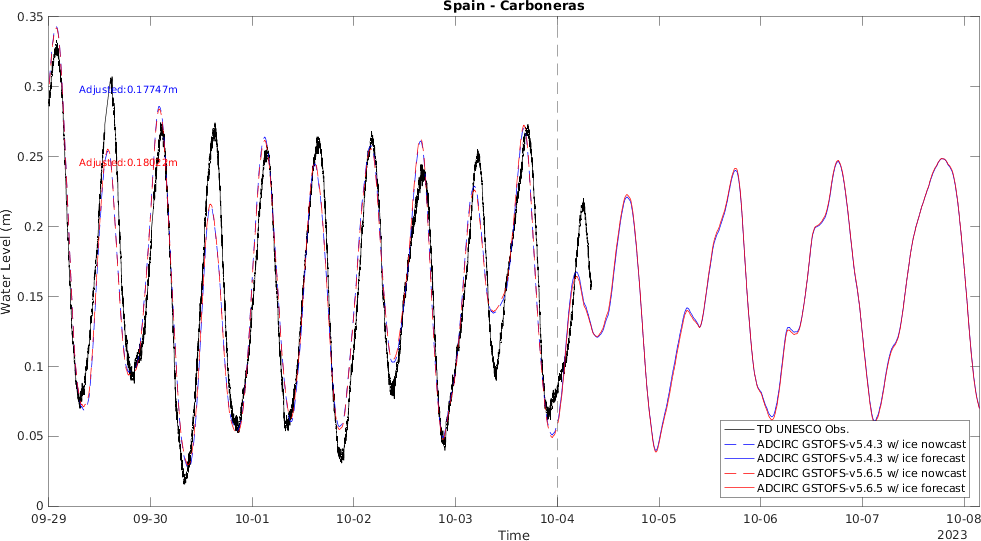 Spain - Carboneras
0.35
0.3
0.25
0.2
0.15
0.1
0.05
0
Water Level (m)
Adjusted:0.17747m
Adjusted:0.18022m
09-29 09-30 10-01 10-02 10-03 10-04 10-05 10-06 10-07 10-08
Time
2023
TD UNESCO Obs.
ADCIRC GSTOFS-v5.4.3 w/ ice nowcast
ADCIRC GSTOFS-v5.4.3 w/ ice forecast
ADCIRC GSTOFS-v5.6.5 w/ ice nowcast
ADCIRC GSTOFS-v5.6.5 w/ ice forecast